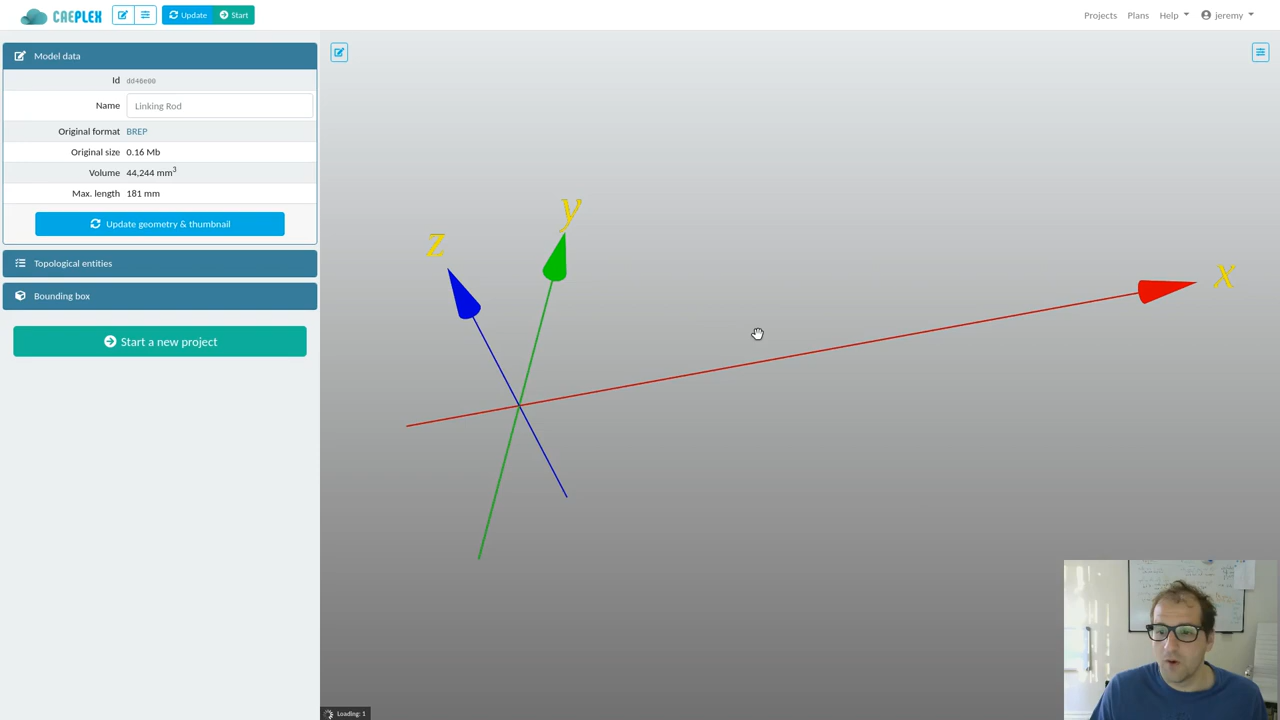 CAEPLEX Update Start Projects Plans Help jeremy
Model data
Id dd46e00
Name Linking Rod
Original format BREP
Original size 0.16 Mb
Volume 44,244 mm3
Max. length 181 mm
Update geometry & thumbnail
Topological entities
Bounding box
Start a new project
y
z
x
Loading: 1